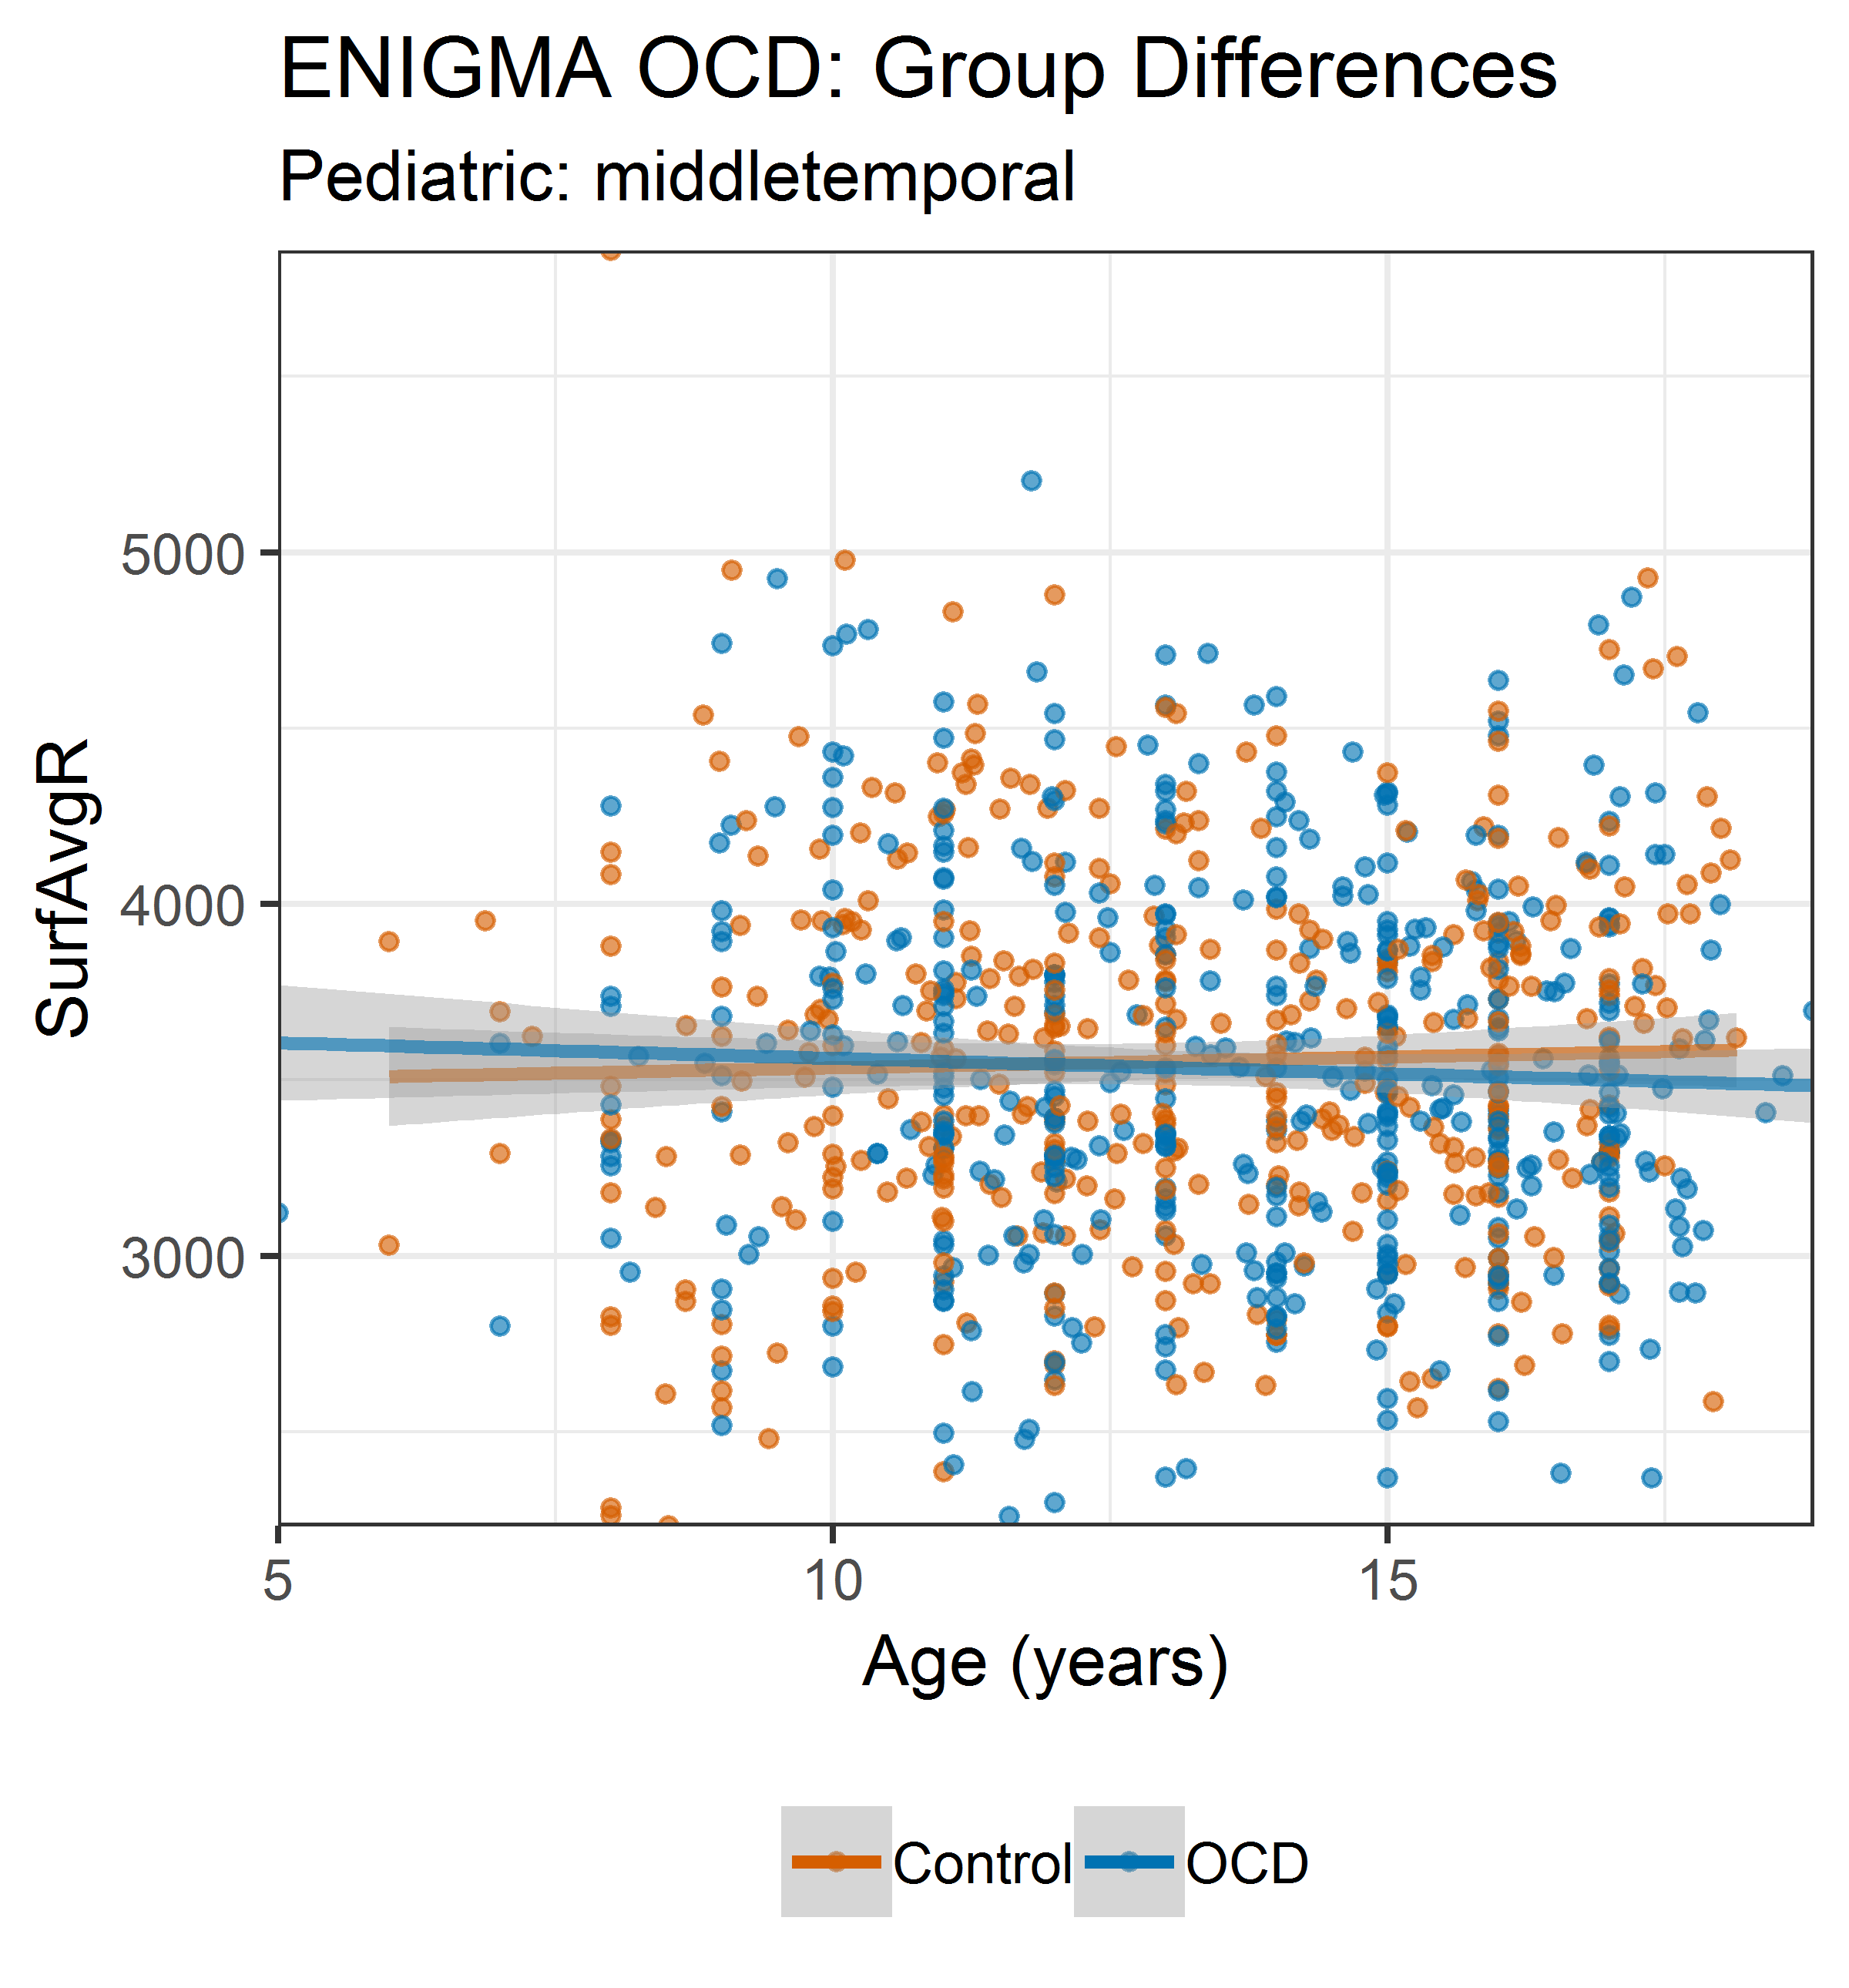 ENIGMA OCD: Group Differences
Pediatric: middletemporal
SurfAvgR
5000
4000
3000
5 10 15
Age (years)
Control OCD